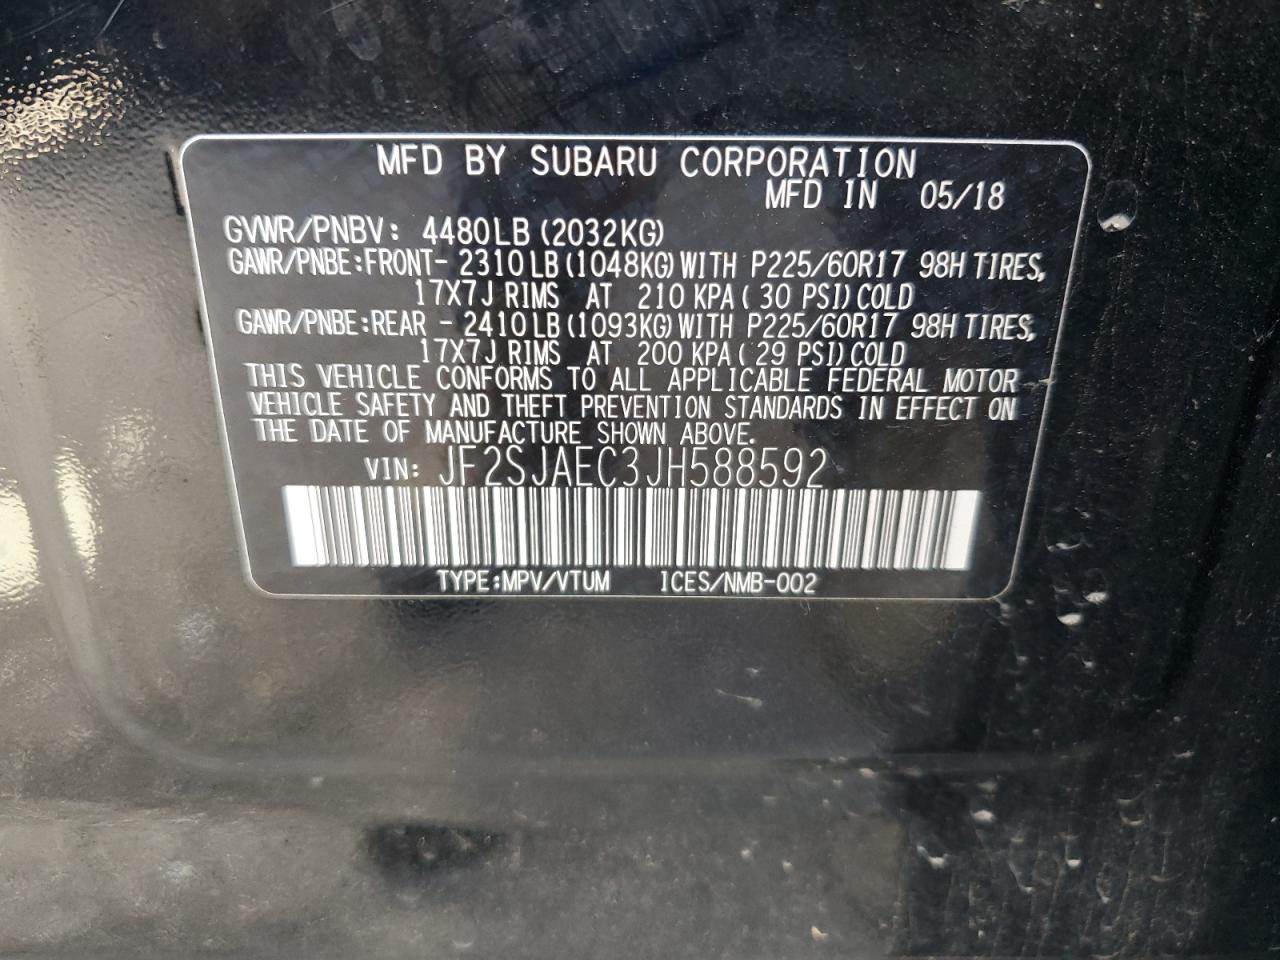 MFD BY SUBARU CORPORATION
MFD IN 05/18
GVWR/PNBV: 4480LB (2032KG)
GAWR/PNBE:FRONT- 2310LB (1048KG) WITH P225/60R17 98H TIRES,
17X7J RIMS AT 210 KPA ( 30 PSI) COLD
GAWR/PNBE:REAR - 2410LB (1093KG) WITH P225/60R17 98H TIRES,
17X7J RIMS AT 200 KPA ( 29 PSI) COLD
THIS VEHICLE CONFORMS TO ALL APPLICABLE FEDERAL MOTOR
VEHICLE SAFETY AND THEFT PREVENTION STANDARDS IN EFFECT ON
THE DATE OF MANUFACTURE SHOWN ABOVE.
VIN: JF2SJAEC3JH588592
TYPE:MPV/VTUM ICES/NMB-002